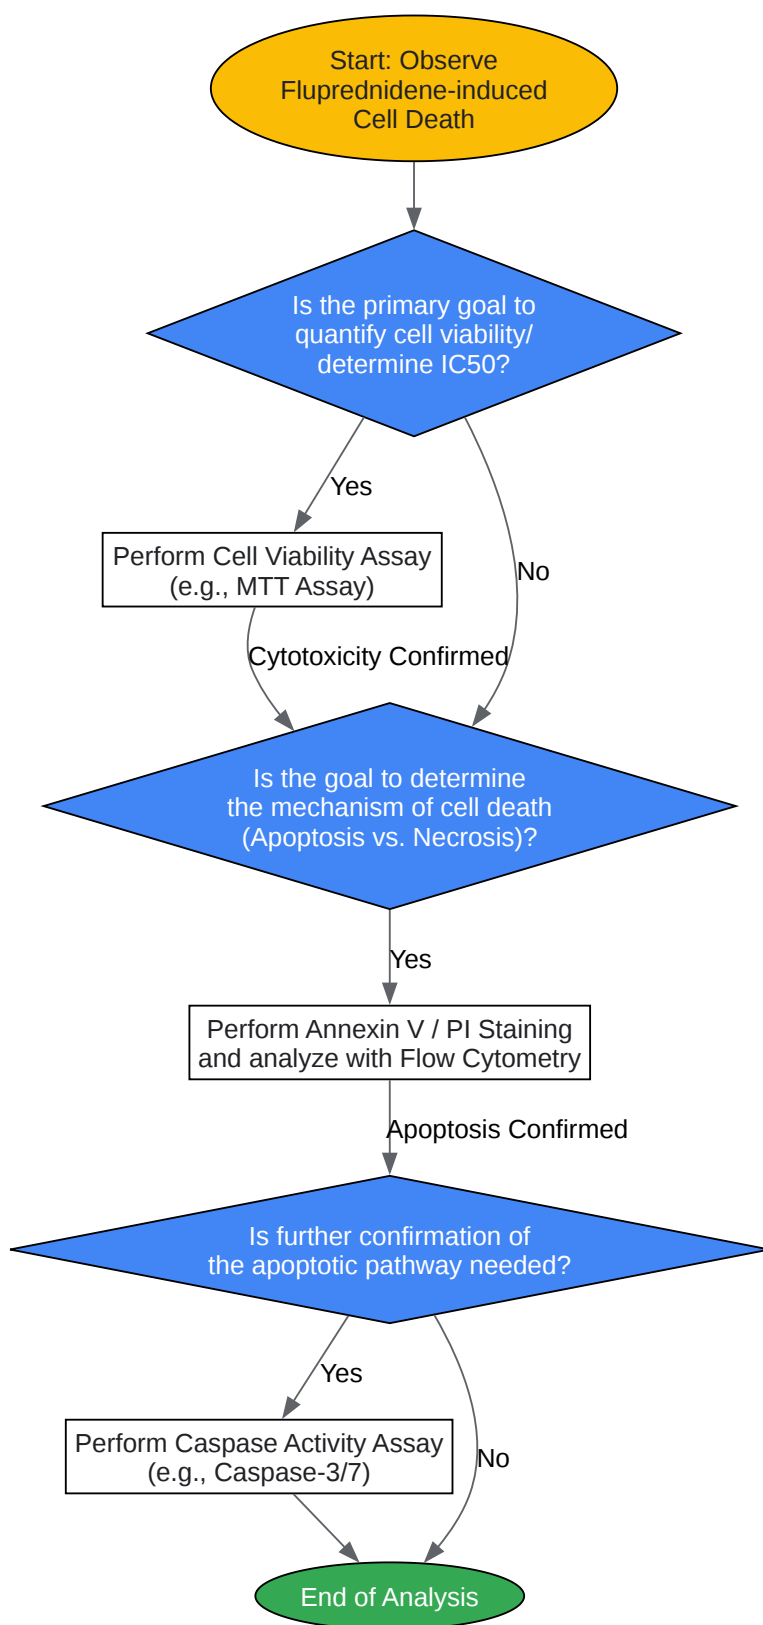 Start: Observe
Fluprednidene-induced
Cell Death
Is the primary goal to
quantify cell viability/
determine IC50?
Yes
Perform Cell Viability Assay
(e.g., MTT Assay)
No
Cytotoxicity Confirmed
Is the goal to determine
the mechanism of cell death
(Apoptosis vs. Necrosis)?
Yes
Perform Annexin V / PI Staining
and analyze with Flow Cytometry
Apoptosis Confirmed
Is further confirmation of
the apoptotic pathway needed?
Yes
Perform Caspase Activity Assay
(e.g., Caspase-3/7)
No
End of Analysis